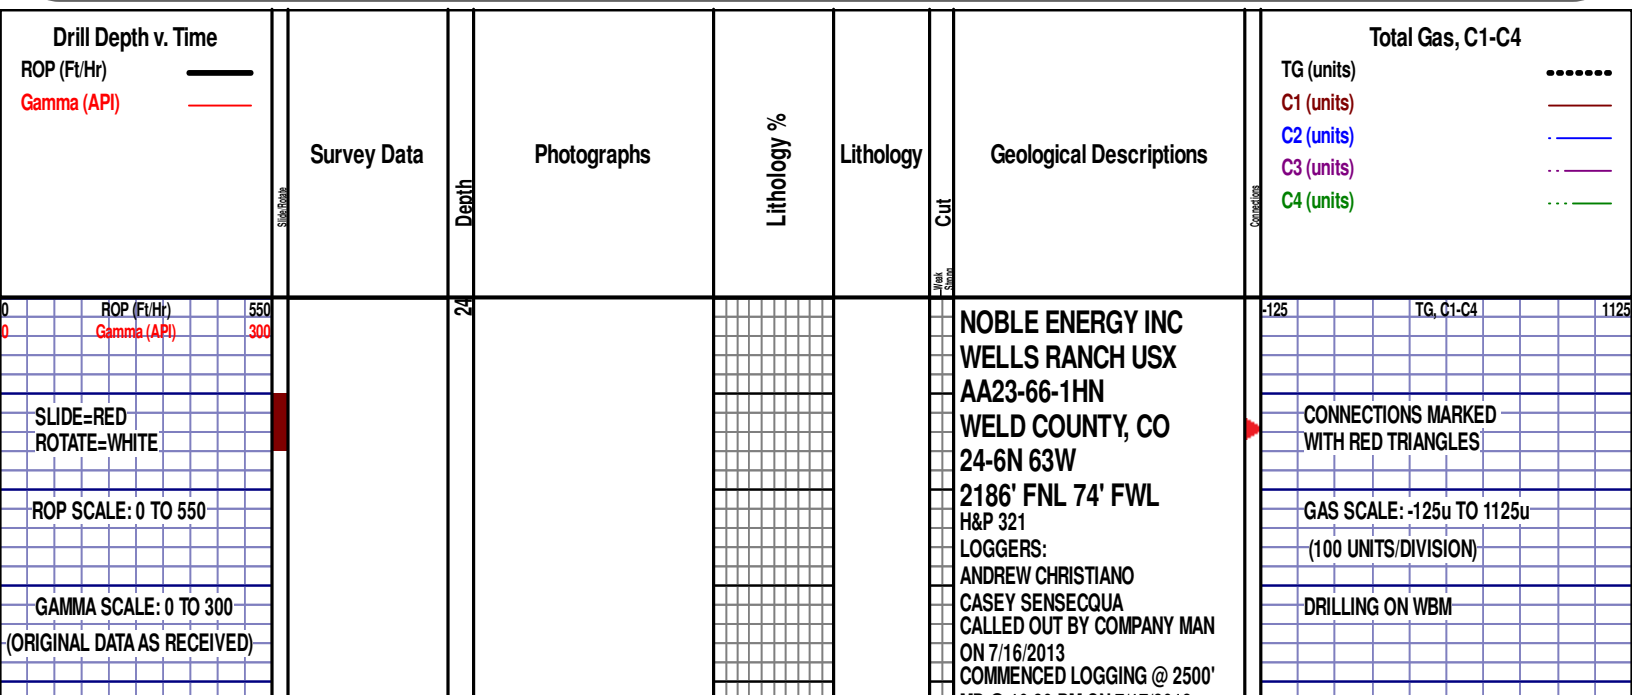 Drill Depth v. Time
ROP (Ft/Hr)
Gamma (API)
Slide/Rotate
Survey Data
Depth
Photographs
Lithology %
Lithology
Cut
Weak
Strong
Geological Descriptions
Connections
Total Gas, C1-C4
TG (units)
C1 (units)
C2 (units)
C3 (units)
C4 (units)
0 ROP (Ft/Hr) 550
0 Gamma (API) 300
SLIDE=RED
ROTATE=WHITE
ROP SCALE: 0 TO 550
GAMMA SCALE: 0 TO 300
(ORIGINAL DATA AS RECEIVED)
24
NOBLE ENERGY INC
WELLS RANCH USX
AA23-66-1HN
WELD COUNTY, CO
24-6N 63W
2186' FNL 74' FWL
H&P 321
LOGGERS:
ANDREW CHRISTIANO
CASEY SENSECQUA
CALLED OUT BY COMPANY MAN
ON 7/16/2013
COMMENCED LOGGING @ 2500'
-125 TG, C1-C4 1125
CONNECTIONS MARKED
WITH RED TRIANGLES
GAS SCALE: -125u TO 1125u
(100 UNITS/DIVISION)
DRILLING ON WBM